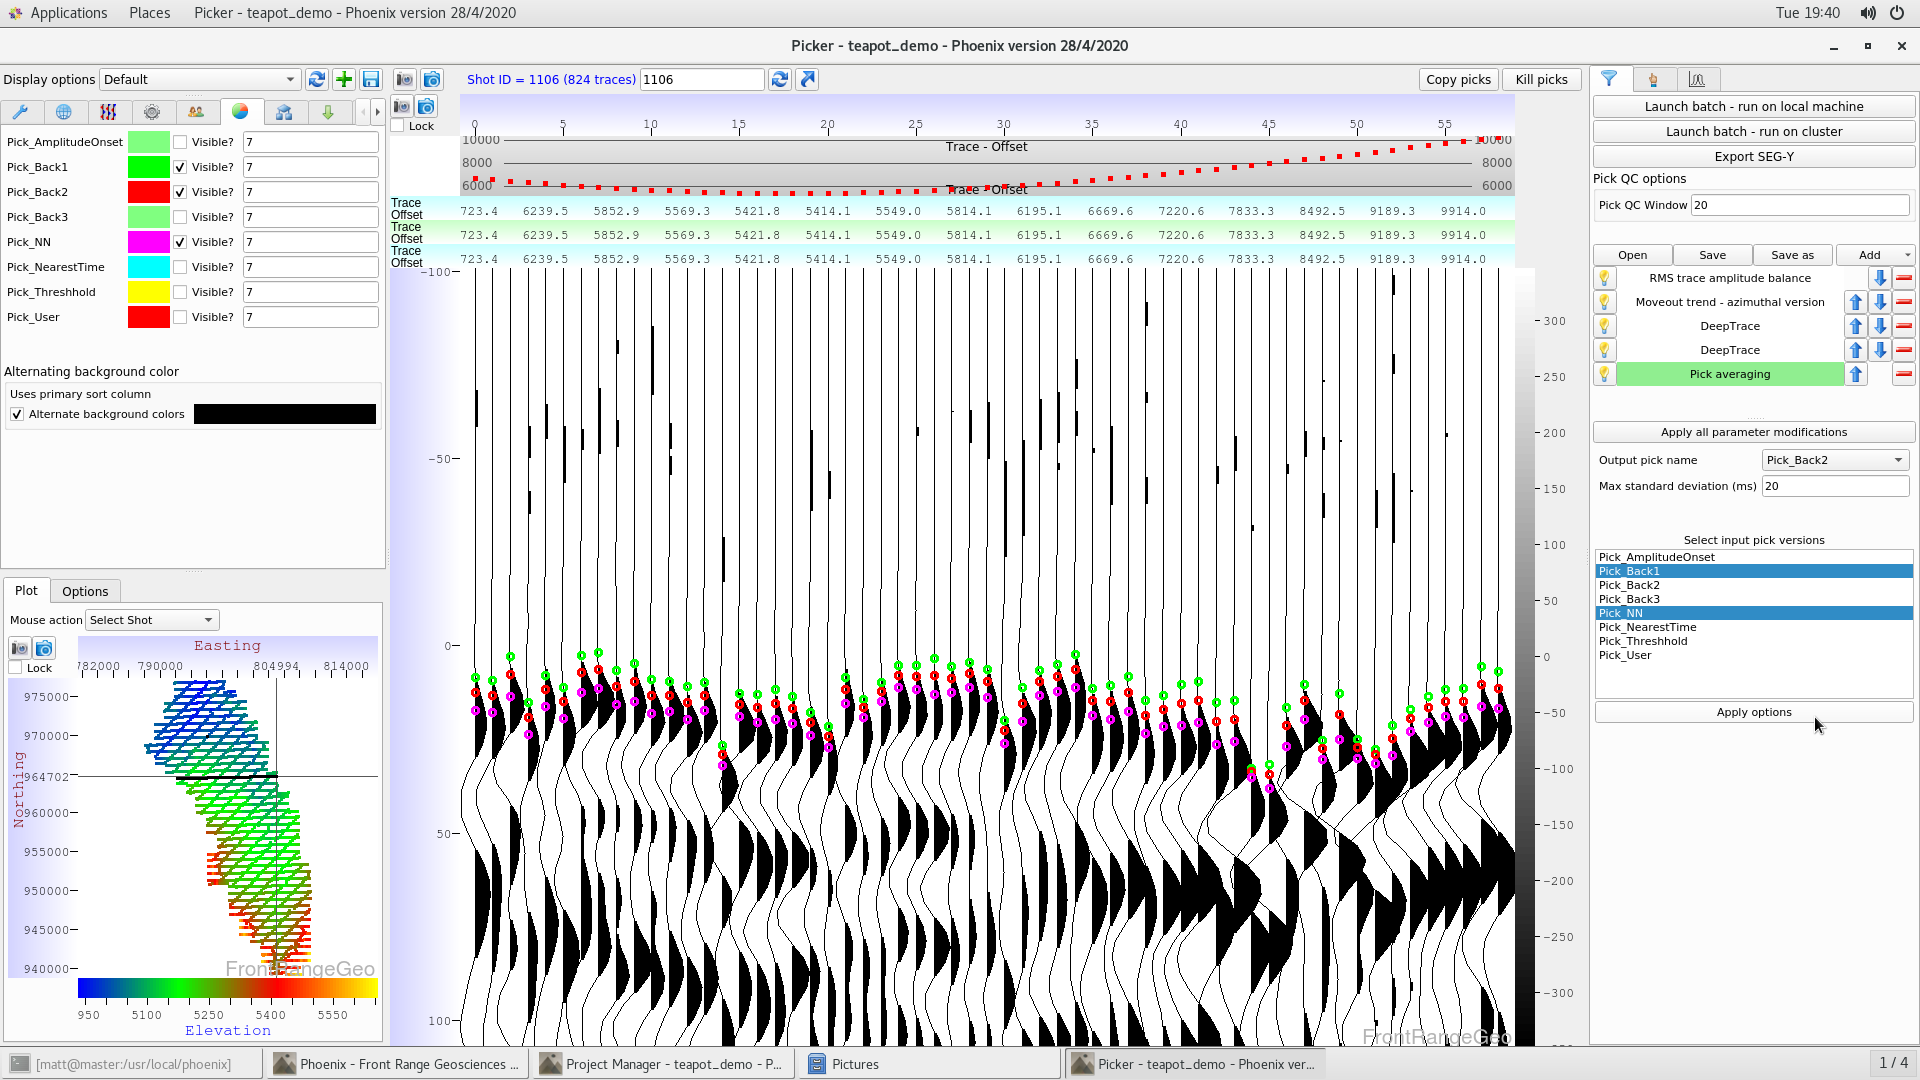 Applications Places Picker - teapot_demo - Phoenix version 28/4/2020 Tue 19:40
Picker - teapot_demo - Phoenix version 28/4/2020
Display options Default
Shot ID = 1106 (824 traces) 1106 Copy picks Kill picks
Lock
Pick_AmplitudeOnset Visible? 7
Pick_Back1 Visible? 7
Pick_Back2 Visible? 7
Pick_Back3 Visible? 7
Pick_NN Visible? 7
Pick_NearestTime Visible? 7
Pick_Threshhold Visible? 7
Pick_User Visible? 7
Alternating background color
Uses primary sort column
Alternate background colors
Plot Options
Mouse action Select Shot
Lock
Easting
782000 790000 804994 814000
Northing
975000
970000
964702
960000
955000
950000
945000
940000
FrontRangeGeo
950 5100 5250 5400 5550
Elevation
0 5 10 15 20 25 30 35 40 45 50 55
10000 Trace - Offset 10000
8000 8000
6000 Trace - Offset 6000
Trace
Offset 723.4 6239.5 5852.9 5569.3 5421.8 5414.1 5549.0 5814.1 6195.1 6669.6 7220.6 7833.3 8492.5 9189.3 9914.0
Trace
Offset 723.4 6239.5 5852.9 5569.3 5421.8 5414.1 5549.0 5814.1 6195.1 6669.6 7220.6 7833.3 8492.5 9189.3 9914.0
Trace
Offset 723.4 6239.5 5852.9 5569.3 5421.8 5414.1 5549.0 5814.1 6195.1 6669.6 7220.6 7833.3 8492.5 9189.3 9914.0
-100
-50
0
50
100
FrontRangeGeo
300
250
200
150
100
50
0
-50
-100
-150
-200
-250
-300
Launch batch - run on local machine
Launch batch - run on cluster
Export SEG-Y
Pick QC options
Pick QC Window 20
Open Save Save as Add
RMS trace amplitude balance
Moveout trend - azimuthal version
DeepTrace
DeepTrace
Pick averaging
Apply all parameter modifications
Output pick name Pick_Back2
Max standard deviation (ms) 20
Select input pick versions
Pick_AmplitudeOnset
Pick_Back1
Pick_Back2
Pick_Back3
Pick_NN
Pick_NearestTime
Pick_Threshhold
Pick_User
Apply options
[matt@master:/usr/local/phoenix] Phoenix - Front Range Geosciences ... Project Manager - teapot_demo - P... Pictures Picker - teapot_demo - Phoenix ver... 1 / 4